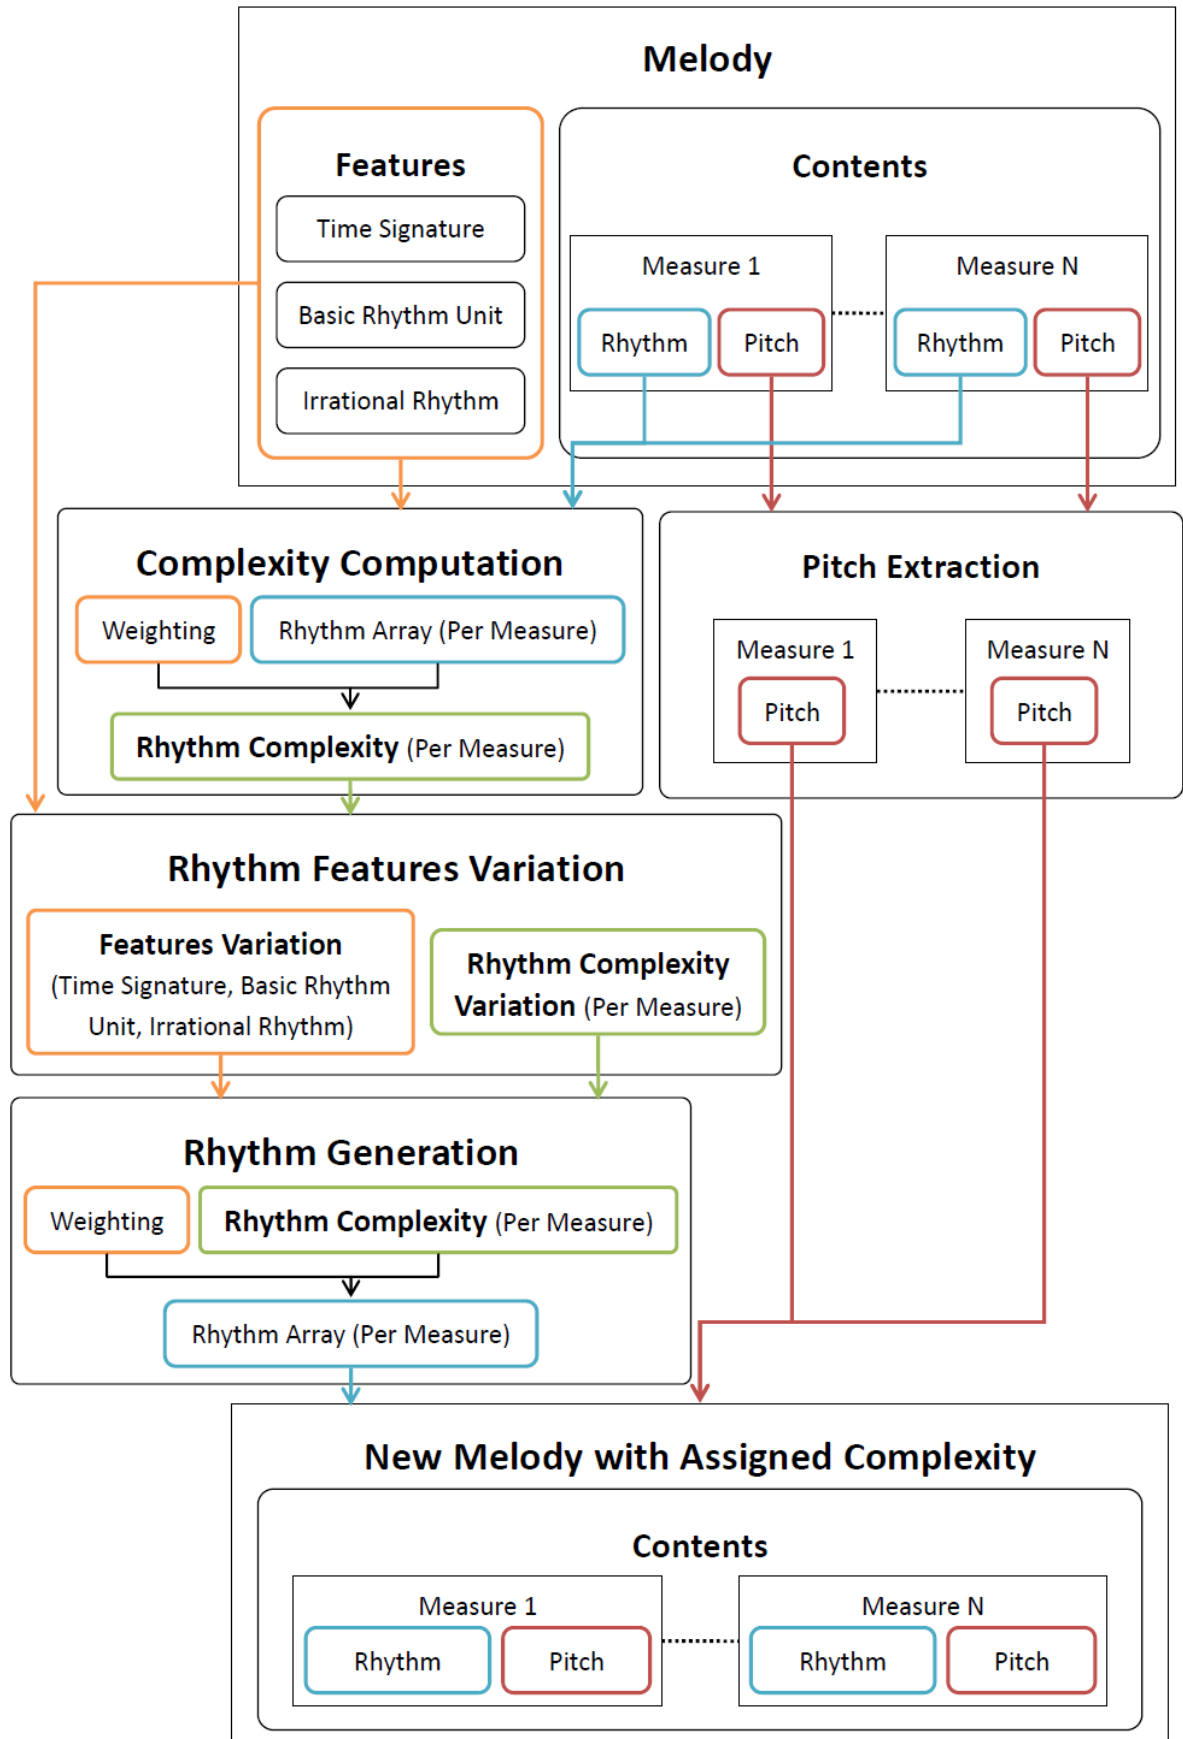 Melody
Features
Time Signature
Basic Rhythm Unit
Irrational Rhythm
Contents
Measure 1
Rhythm
Pitch
Measure N
Rhythm
Pitch
Complexity Computation
Weighting
Rhythm Array (Per Measure)
Rhythm Complexity (Per Measure)
Pitch Extraction
Measure 1
Pitch
Measure N
Pitch
Rhythm Features Variation
Features Variation
(Time Signature, Basic Rhythm
Unit, Irrational Rhythm)
Rhythm Complexity
Variation (Per Measure)
Rhythm Generation
Weighting
Rhythm Complexity (Per Measure)
Rhythm Array (Per Measure)
New Melody with Assigned Complexity
Contents
Measure 1
Rhythm
Pitch
Measure N
Rhythm
Pitch